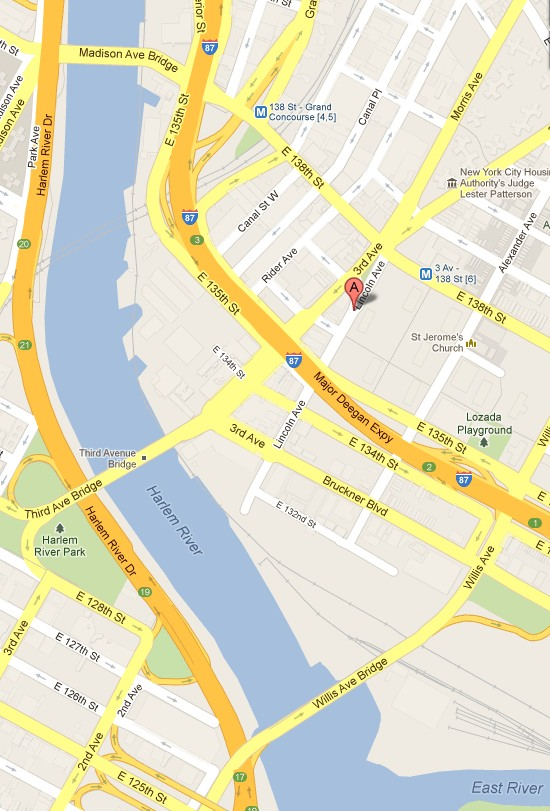 th St
Madison Ave Bridge
87
Harlem River Dr
Park Ave
E 135th St
138 St - Grand
Concourse [4,5]
Canal Pl
Morris Ave
E 138th St
New York City Housin
Authority's Judge
Lester Patterson
Canal St W
87
3
20
Alexander Ave
3rd Ave
Rider Ave
Lincoln Ave
3 Av -
138 St [6]
E 135th St
A
E 138th St
21
St Jerome's
Church
E 134th St
87
Major Deegan Expy
Lincoln Ave
Lozada
Playground
E 135th St
3rd Ave
E 134th St
Third Avenue
Bridge
2
87
Third Ave Bridge
Bruckner Blvd
Harlem River
E 132nd St
1
Harlem
River Park
Harlem River Dr
Willis Ave
19
E 128th St
3rd Ave
E 127th St
Willis Ave Bridge
E 126th St
2nd Ave
2nd Ave
E 125th St
17
East River